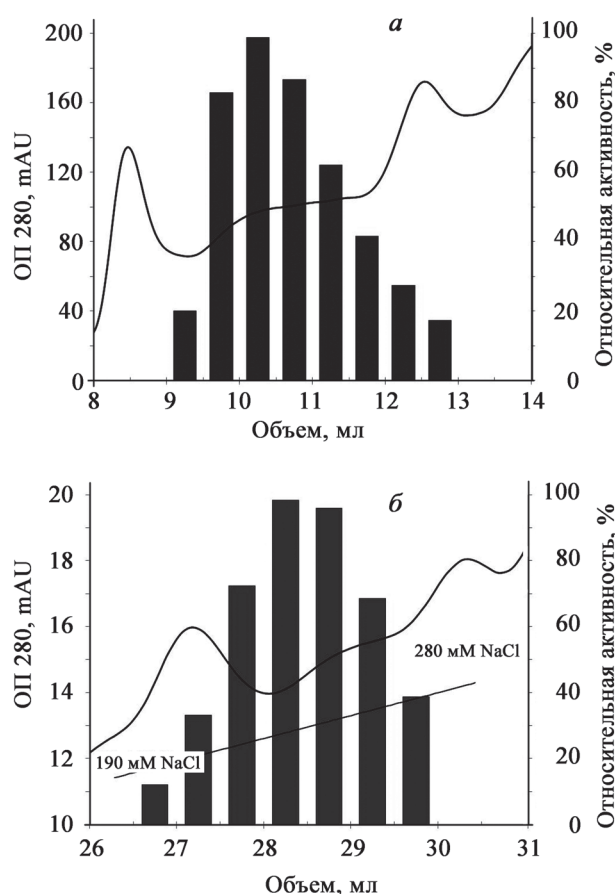 а
ОП 280, mAU
200
160
120
80
40
0
8 9 10 11 12 13 14
Объем, мл
100
80
60
40
20
0
Относительная активность, %
б
ОП 280, mAU
20
18
16
14
12
10
190 мМ NaCl
280 мМ NaCl
26 27 28 29 30 31
Объем, мл
100
80
60
40
20
0
Относительная активность, %